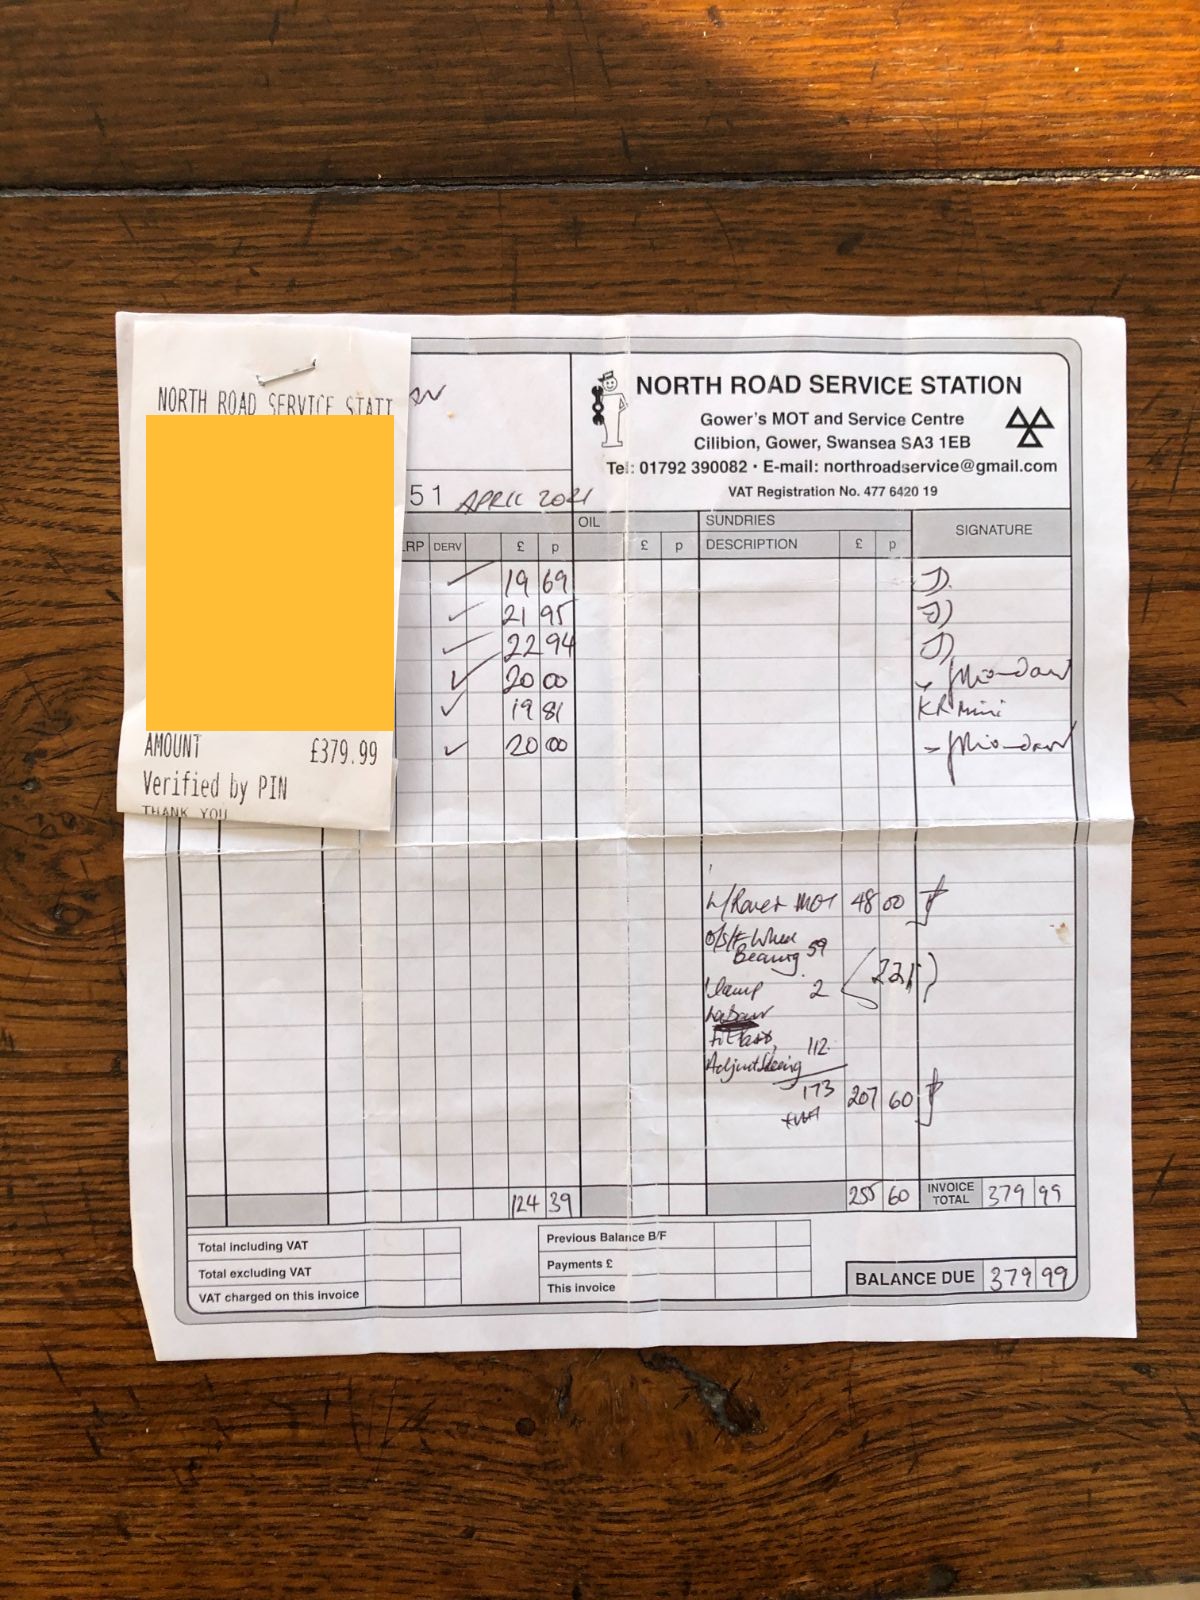 NORTH ROAD SERVICE STATI
AMOUNT £379.99
Verified by PIN
THANK YOU
NORTH ROAD SERVICE STATION
Gower's MOT and Service Centre
Cilibion, Gower, Swansea SA3 1EB
Tel: 01792 390082 • E-mail: northroadservice@gmail.com
VAT Registration No. 477 6420 19
51 APRIL 2021
OIL SUNDRIES SIGNATURE
LRP DERV £ p £ p DESCRIPTION £ p
19 69
21 95
22 94
20 00
19 81 KR Mini
20 00
L/Rover MOT 48 00
O/S/F Wheel
Bearing 59
Clamp 2
Labour
Adjust 112
173 207 60
+VAT
124 39 255 60 INVOICE TOTAL 379 99
Total including VAT
Total excluding VAT
VAT charged on this invoice
Previous Balance B/F
Payments £
This invoice
BALANCE DUE 379 99